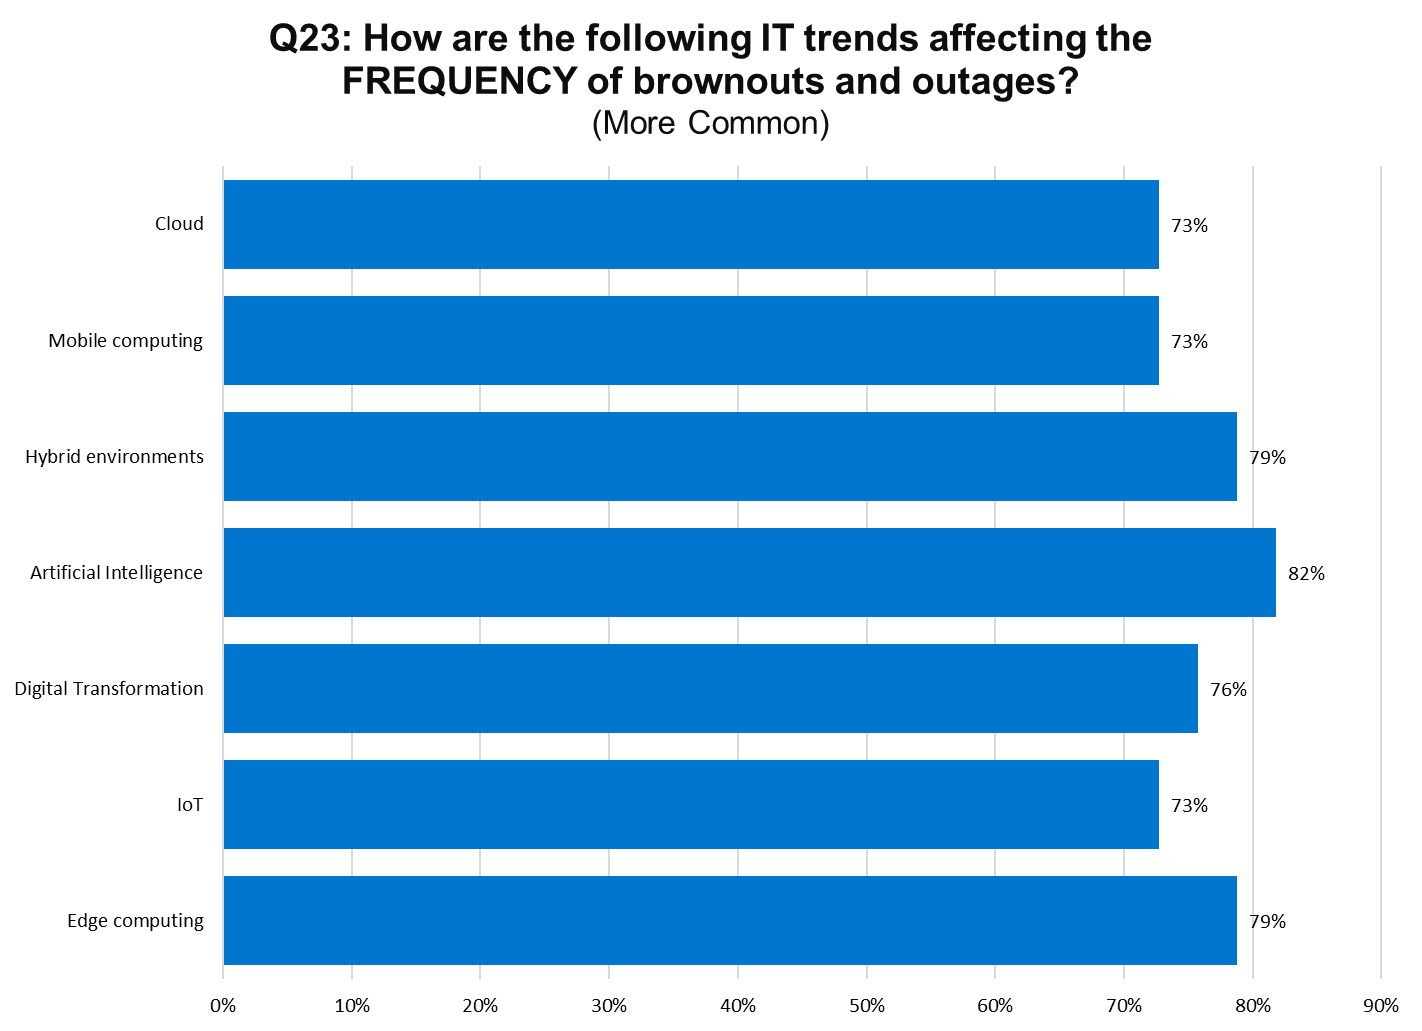 Q23: How are the following IT trends affecting the
FREQUENCY of brownouts and outages?
(More Common)
Cloud
73%
Mobile computing
73%
Hybrid environments
79%
Artificial Intelligence
82%
Digital Transformation
76%
IoT
73%
Edge computing
79%
0% 10% 20% 30% 40% 50% 60% 70% 80% 90%